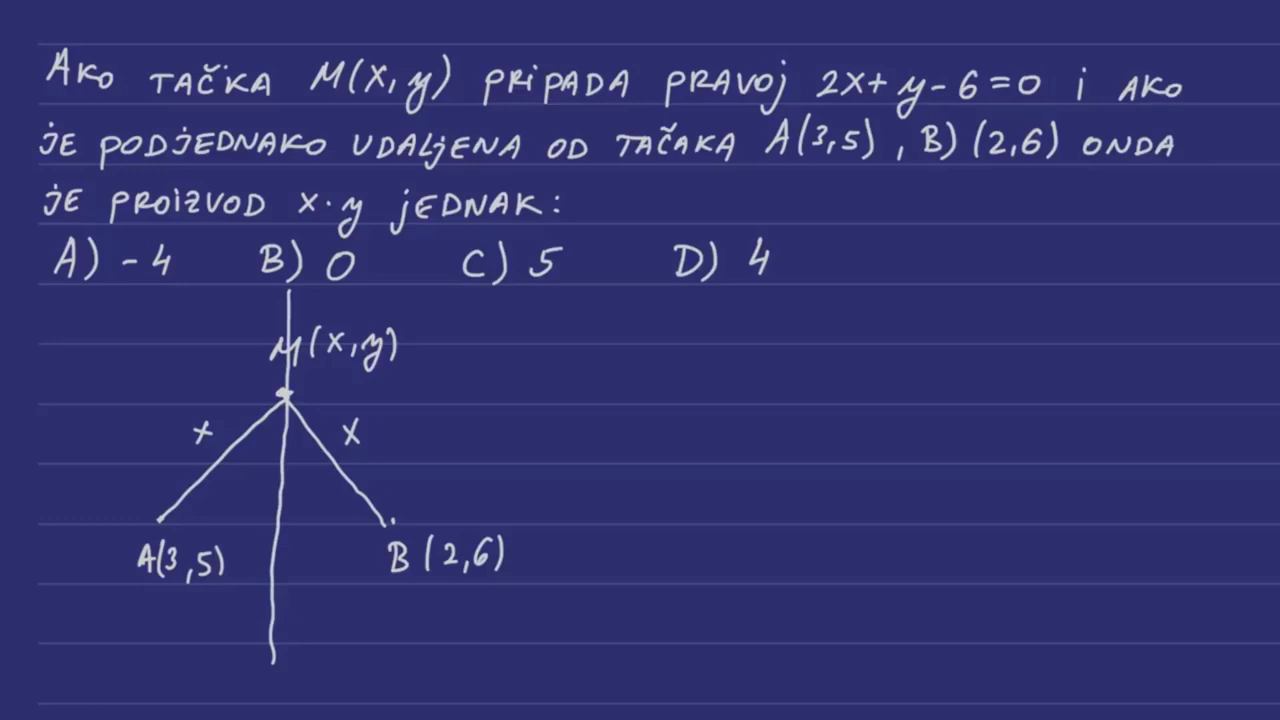 AKO TAČKA M(X,y) PRIPADA PRAVOJ 2X+y-6=0 i AKO
JE PODJEDNAKO UDALJENA OD TAČAKA A(3,5), B)(2,6) ONDA
JE PROIZVOD X·y JEDNAK:
A) -4 B) 0 C) 5 D) 4
M(X,y)
x x
A(3,5) B(2,6)